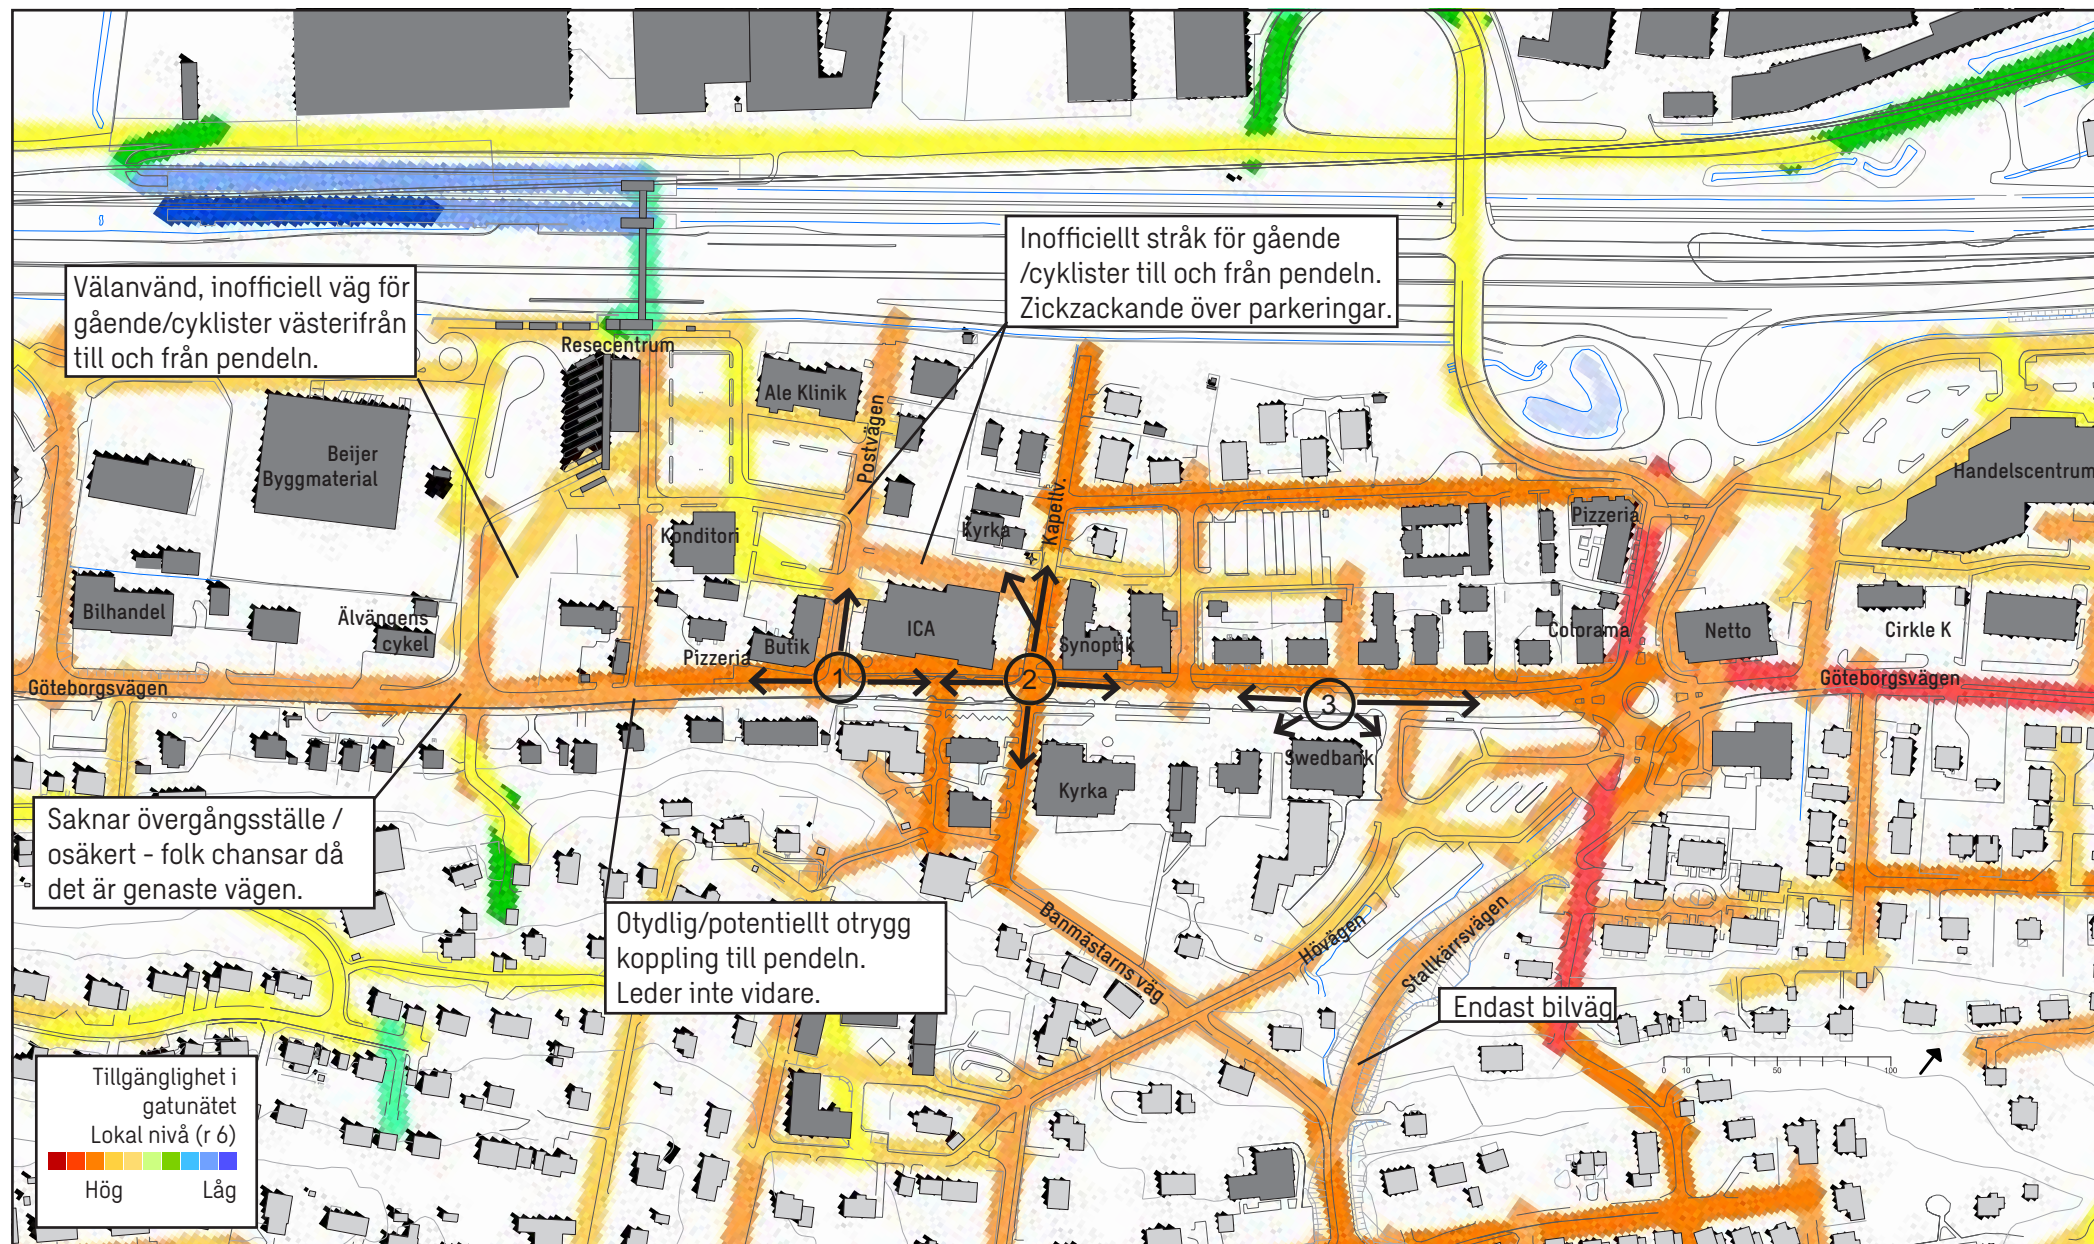 Inofficiellt stråk för gående
/cyklister till och från pendeln.
Zickzackande över parkeringar.
Välanvänd, inofficiell väg för
gående/cyklister västerifrån
till och från pendeln.
Resecentrum
Ale Klinik
Postvägen
Beijer
Byggmaterial
Handelscentrum
Kyrka
Kapellv.
Pizzeria
Konditori
Bilhandel
Älvängens
cykel
ICA
Butik
Synoptik
Colorama
Netto
Cirkle K
Pizzeria
Göteborgsvägen
1
2
3
Göteborgsvägen
Swedbank
Kyrka
Saknar övergångsställe /
osäkert - folk chansar då
det är genaste vägen.
Otydlig/potentiellt otrygg
koppling till pendeln.
Leder inte vidare.
Banmästarns väg
Hövägen
Stallkärrsvägen
Endast bilväg
0 10 50 100
Tillgänglighet i
gatunätet
Lokal nivå (r 6)
Hög Låg